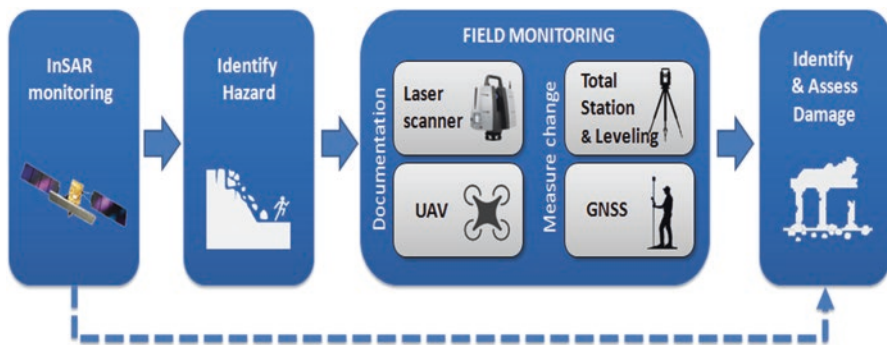 InSAR
monitoring
Identify
Hazard
FIELD MONITORING
Documentation
Laser
scanner
UAV
Measure change
Total
Station
& Leveling
GNSS
Identify
& Assess
Damage